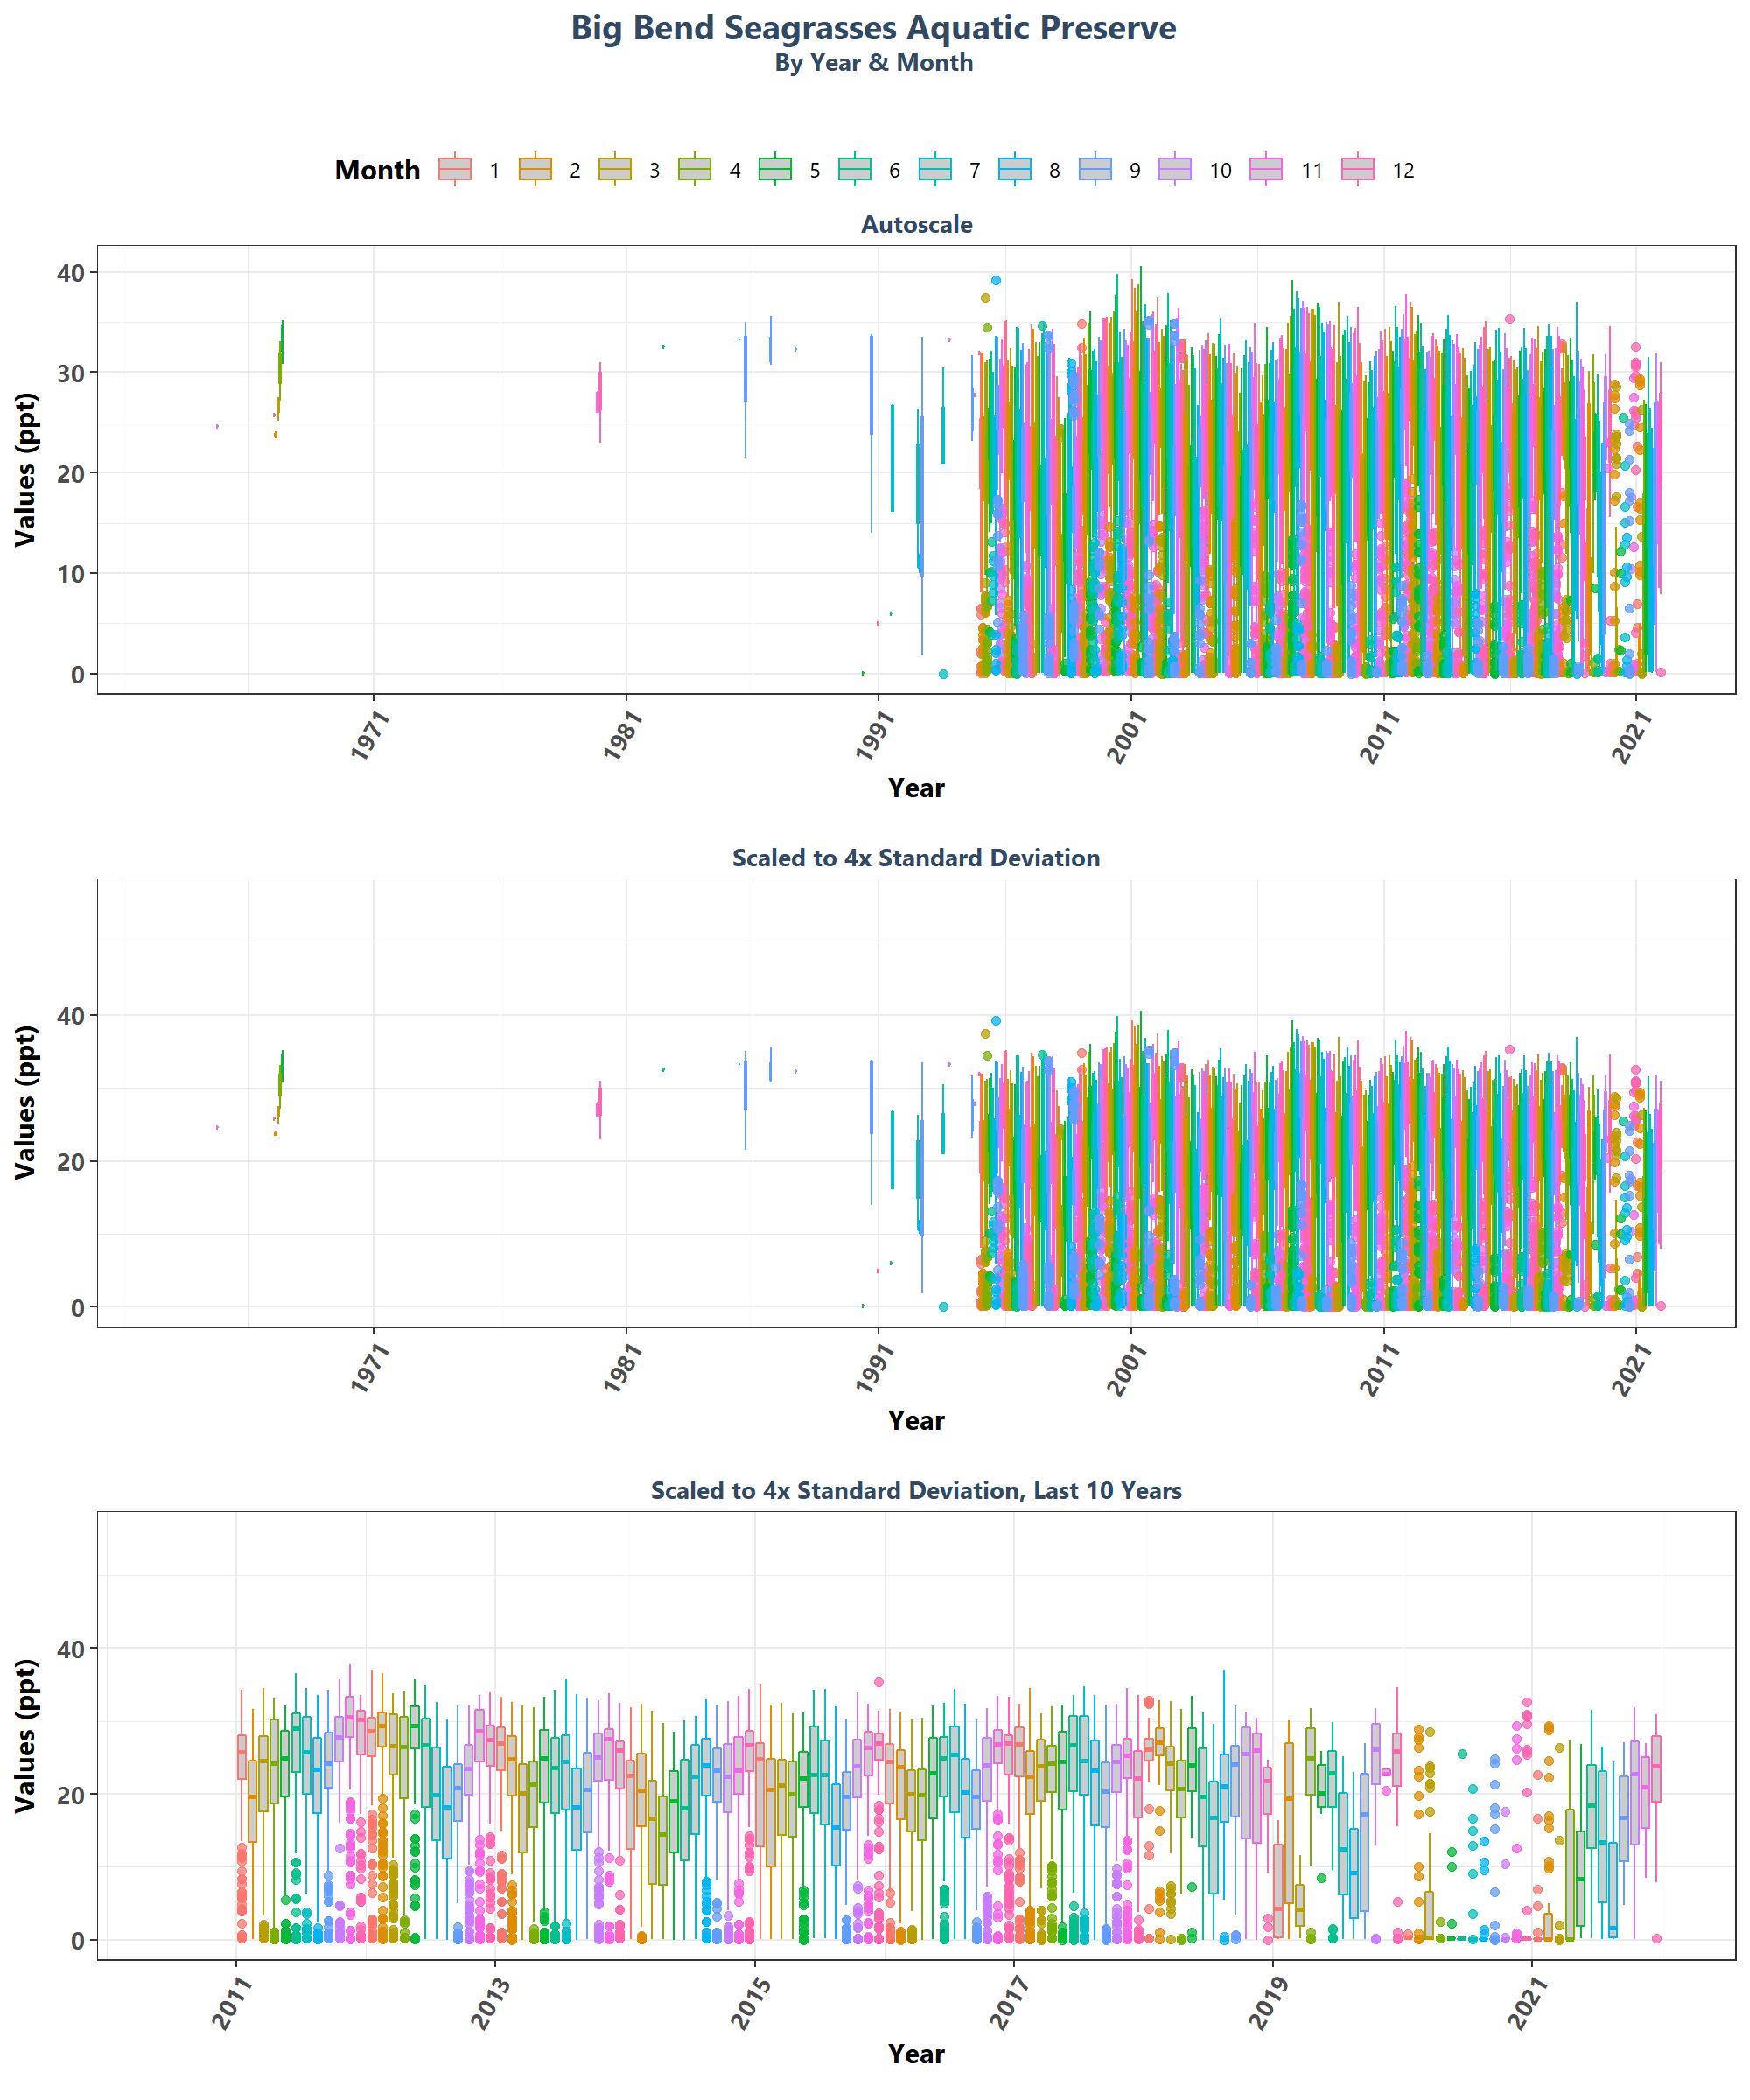 Big Bend Seagrasses Aquatic Preserve
By Year & Month
Month 1 2 3 4 5 6 7 8 9 10 11 12
Autoscale
Values (ppt)
40
30
20
10
0
1971 1981 1991 2001 2011 2021
Year
Scaled to 4x Standard Deviation
Values (ppt)
40
20
0
1971 1981 1991 2001 2011 2021
Year
Scaled to 4x Standard Deviation, Last 10 Years
Values (ppt)
40
20
0
2011 2013 2015 2017 2019 2021
Year